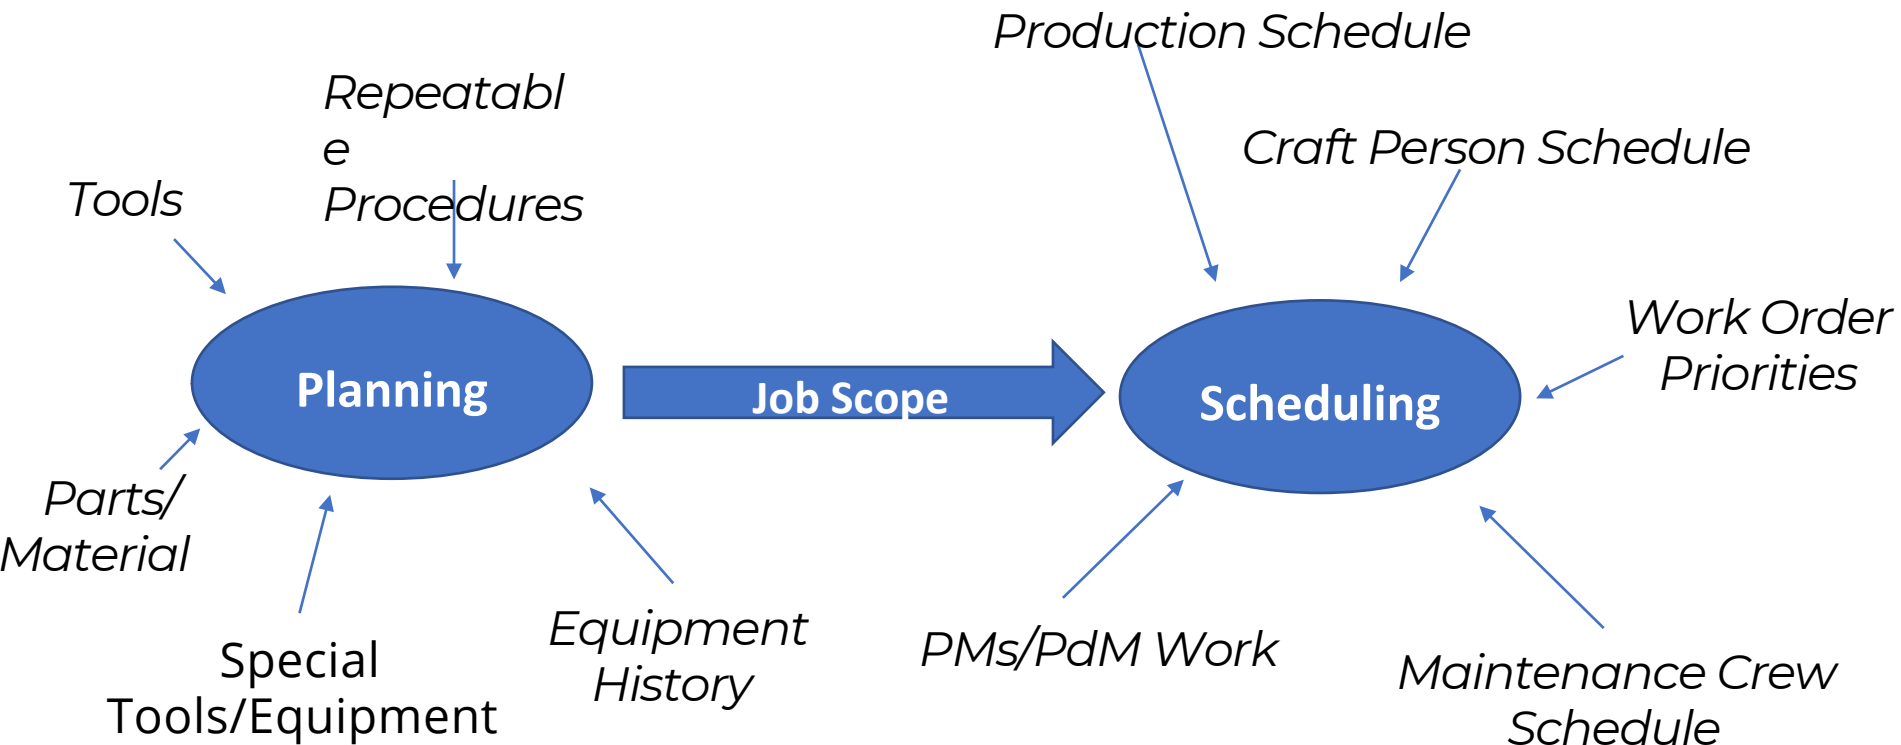 Production Schedule
Repeatabl
e
Procedures
Craft Person Schedule
Tools
Work Order
Priorities
Planning
Job Scope
Scheduling
Parts/
Material
Special
Tools/Equipment
Equipment
History
PMs/PdM Work
Maintenance Crew
Schedule